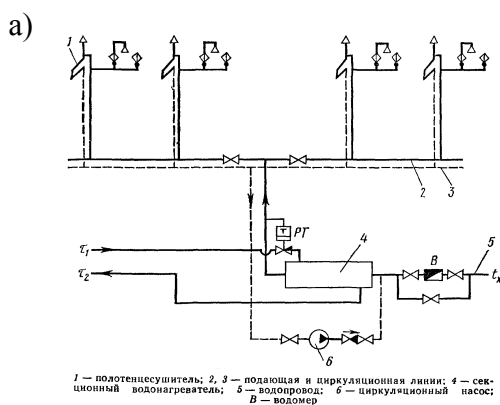 а)
1
2
3
РТ
4
τ₁
5
В
τ₂
tₓ
6
1 — полотенцесушитель; 2, 3 — подающая и циркуляционная линии; 4 — сек-
ционный водонагреватель; 5 — водопровод; 6 — циркуляционный насос;
В — водомер